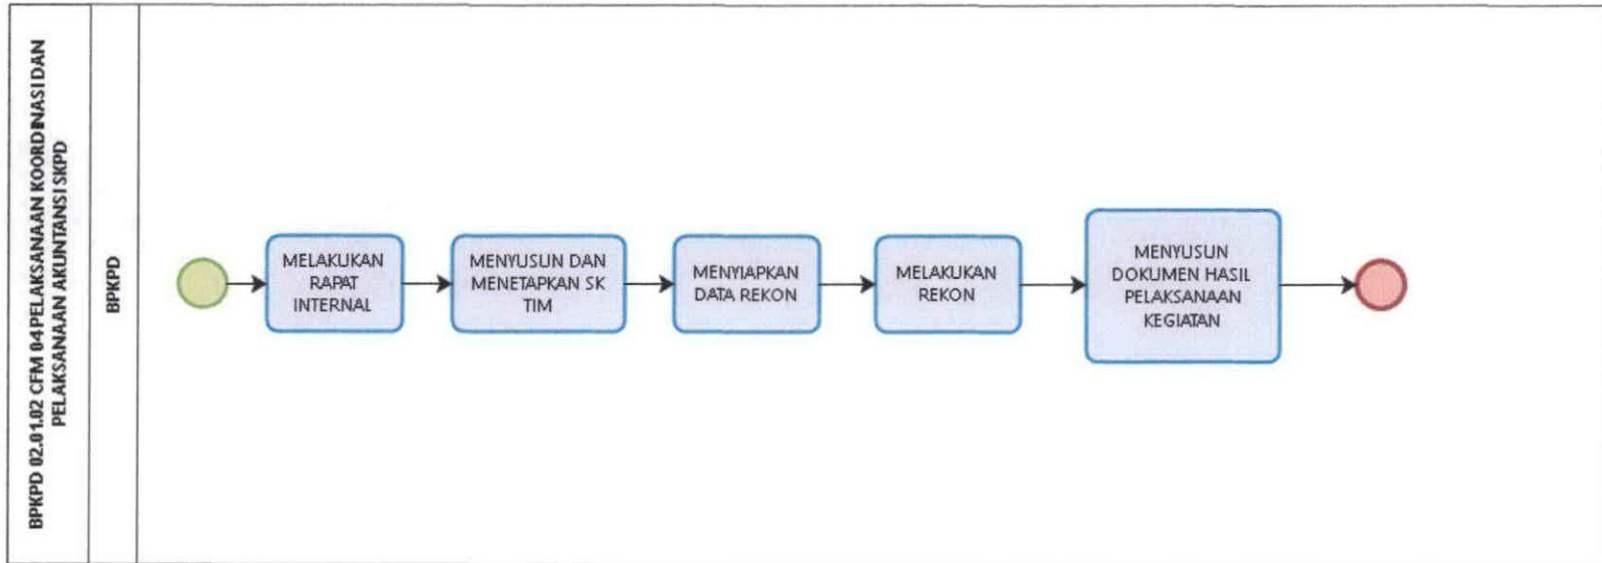 BPKPD 02.01.02 CFM 04 PELAKSANAAN KOORDINASI DAN
PELAKSANAAN AKUNTANSI SKPD
BPKPD
MELAKUKAN
RAPAT
INTERNAL
MENYUSUN DAN
MENETAPKAN SK
TIM
MENYIAPKAN
DATA REKON
MELAKUKAN
REKON
MENYUSUN
DOKUMEN HASIL
PELAKSANAAN
KEGIATAN